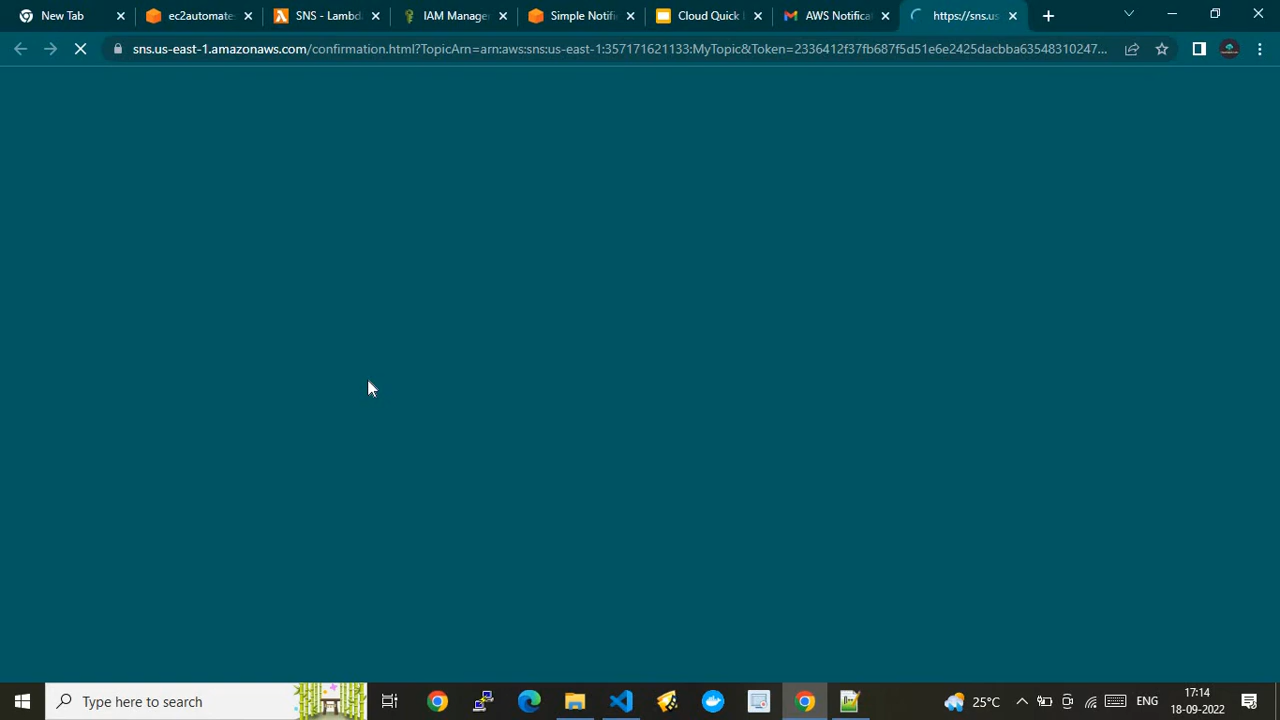 New Tab
ec2automate
SNS - Lambd
IAM Manage
Simple Notifi
Cloud Quick
AWS Notifica
https://sns.us
sns.us-east-1.amazonaws.com/confirmation.html?TopicArn=arn:aws:sns:us-east-1:357171621133:MyTopic&Token=2336412f37fb687f5d51e6e2425dacbba63548310247...
Type here to search
25°C
ENG
17:14
18-09-2022